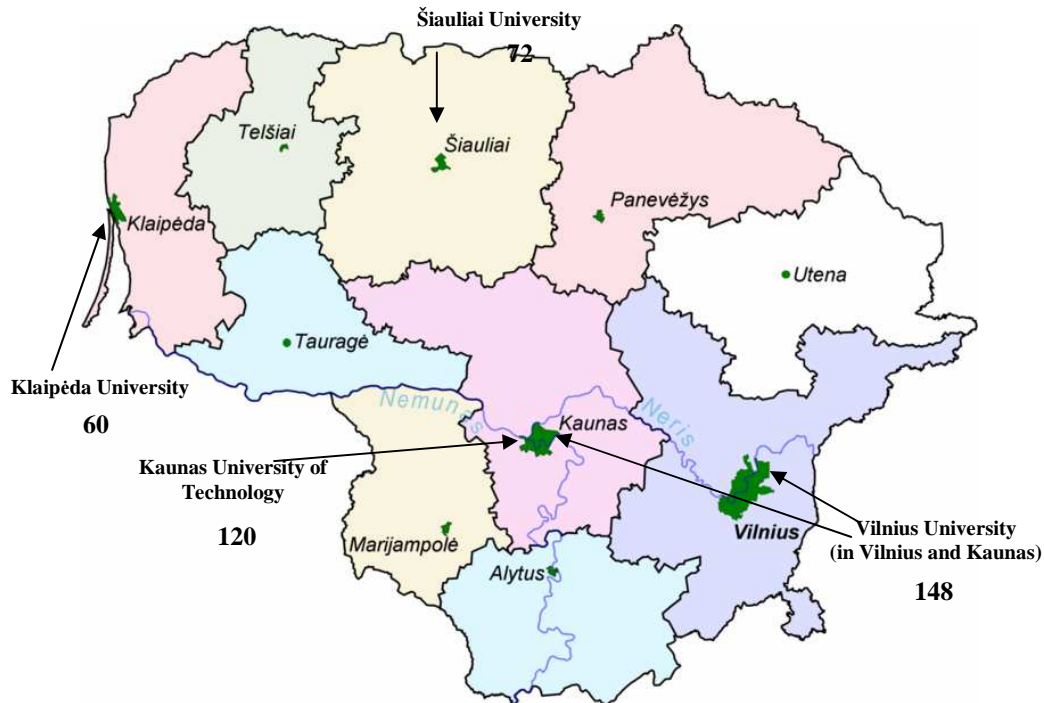 Šiauliai University
72
Telšiai
Šiauliai
Panevėžys
Klaipėda
Utena
Tauragė
Klaipėda University
60
Nemunas
Neris
Kaunas
Kaunas University of
Technology
120
Vilnius
Vilnius University
(in Vilnius and Kaunas)
148
Marijampolė
Alytus